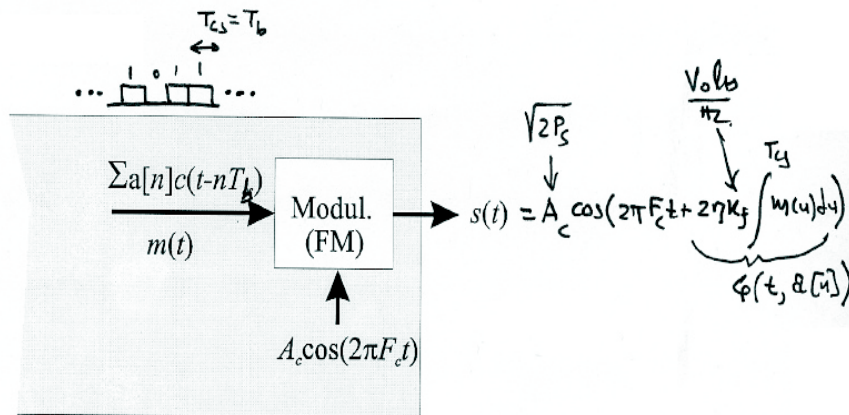 T_cs = T_b
1 0 1 1
... ...
Volts/Hz.
√2P_s
T_cs
Σa[n]c(t-nT_b)
m(t)
Modul.
(FM)
s(t) = A_c cos(2πF_c t + 2πK_f ∫ m(u)du)
φ(t, a[n])
A_c cos(2πF_c t)